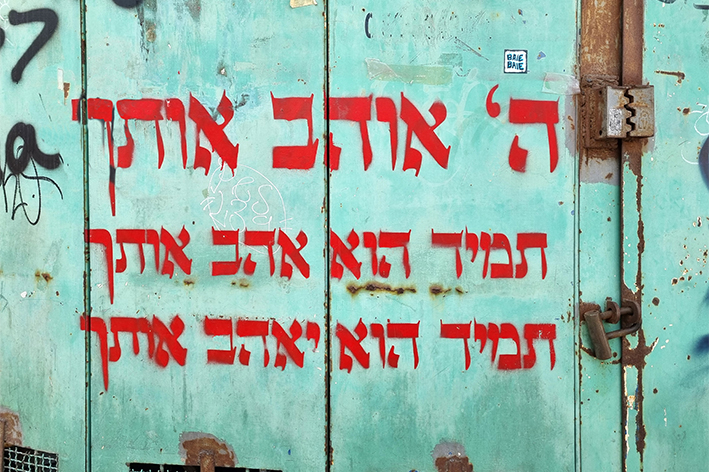 ה' אוהב אותך
תמיד הוא אהב אותך
תמיד הוא יאהב אותך
BAIE
BAIE